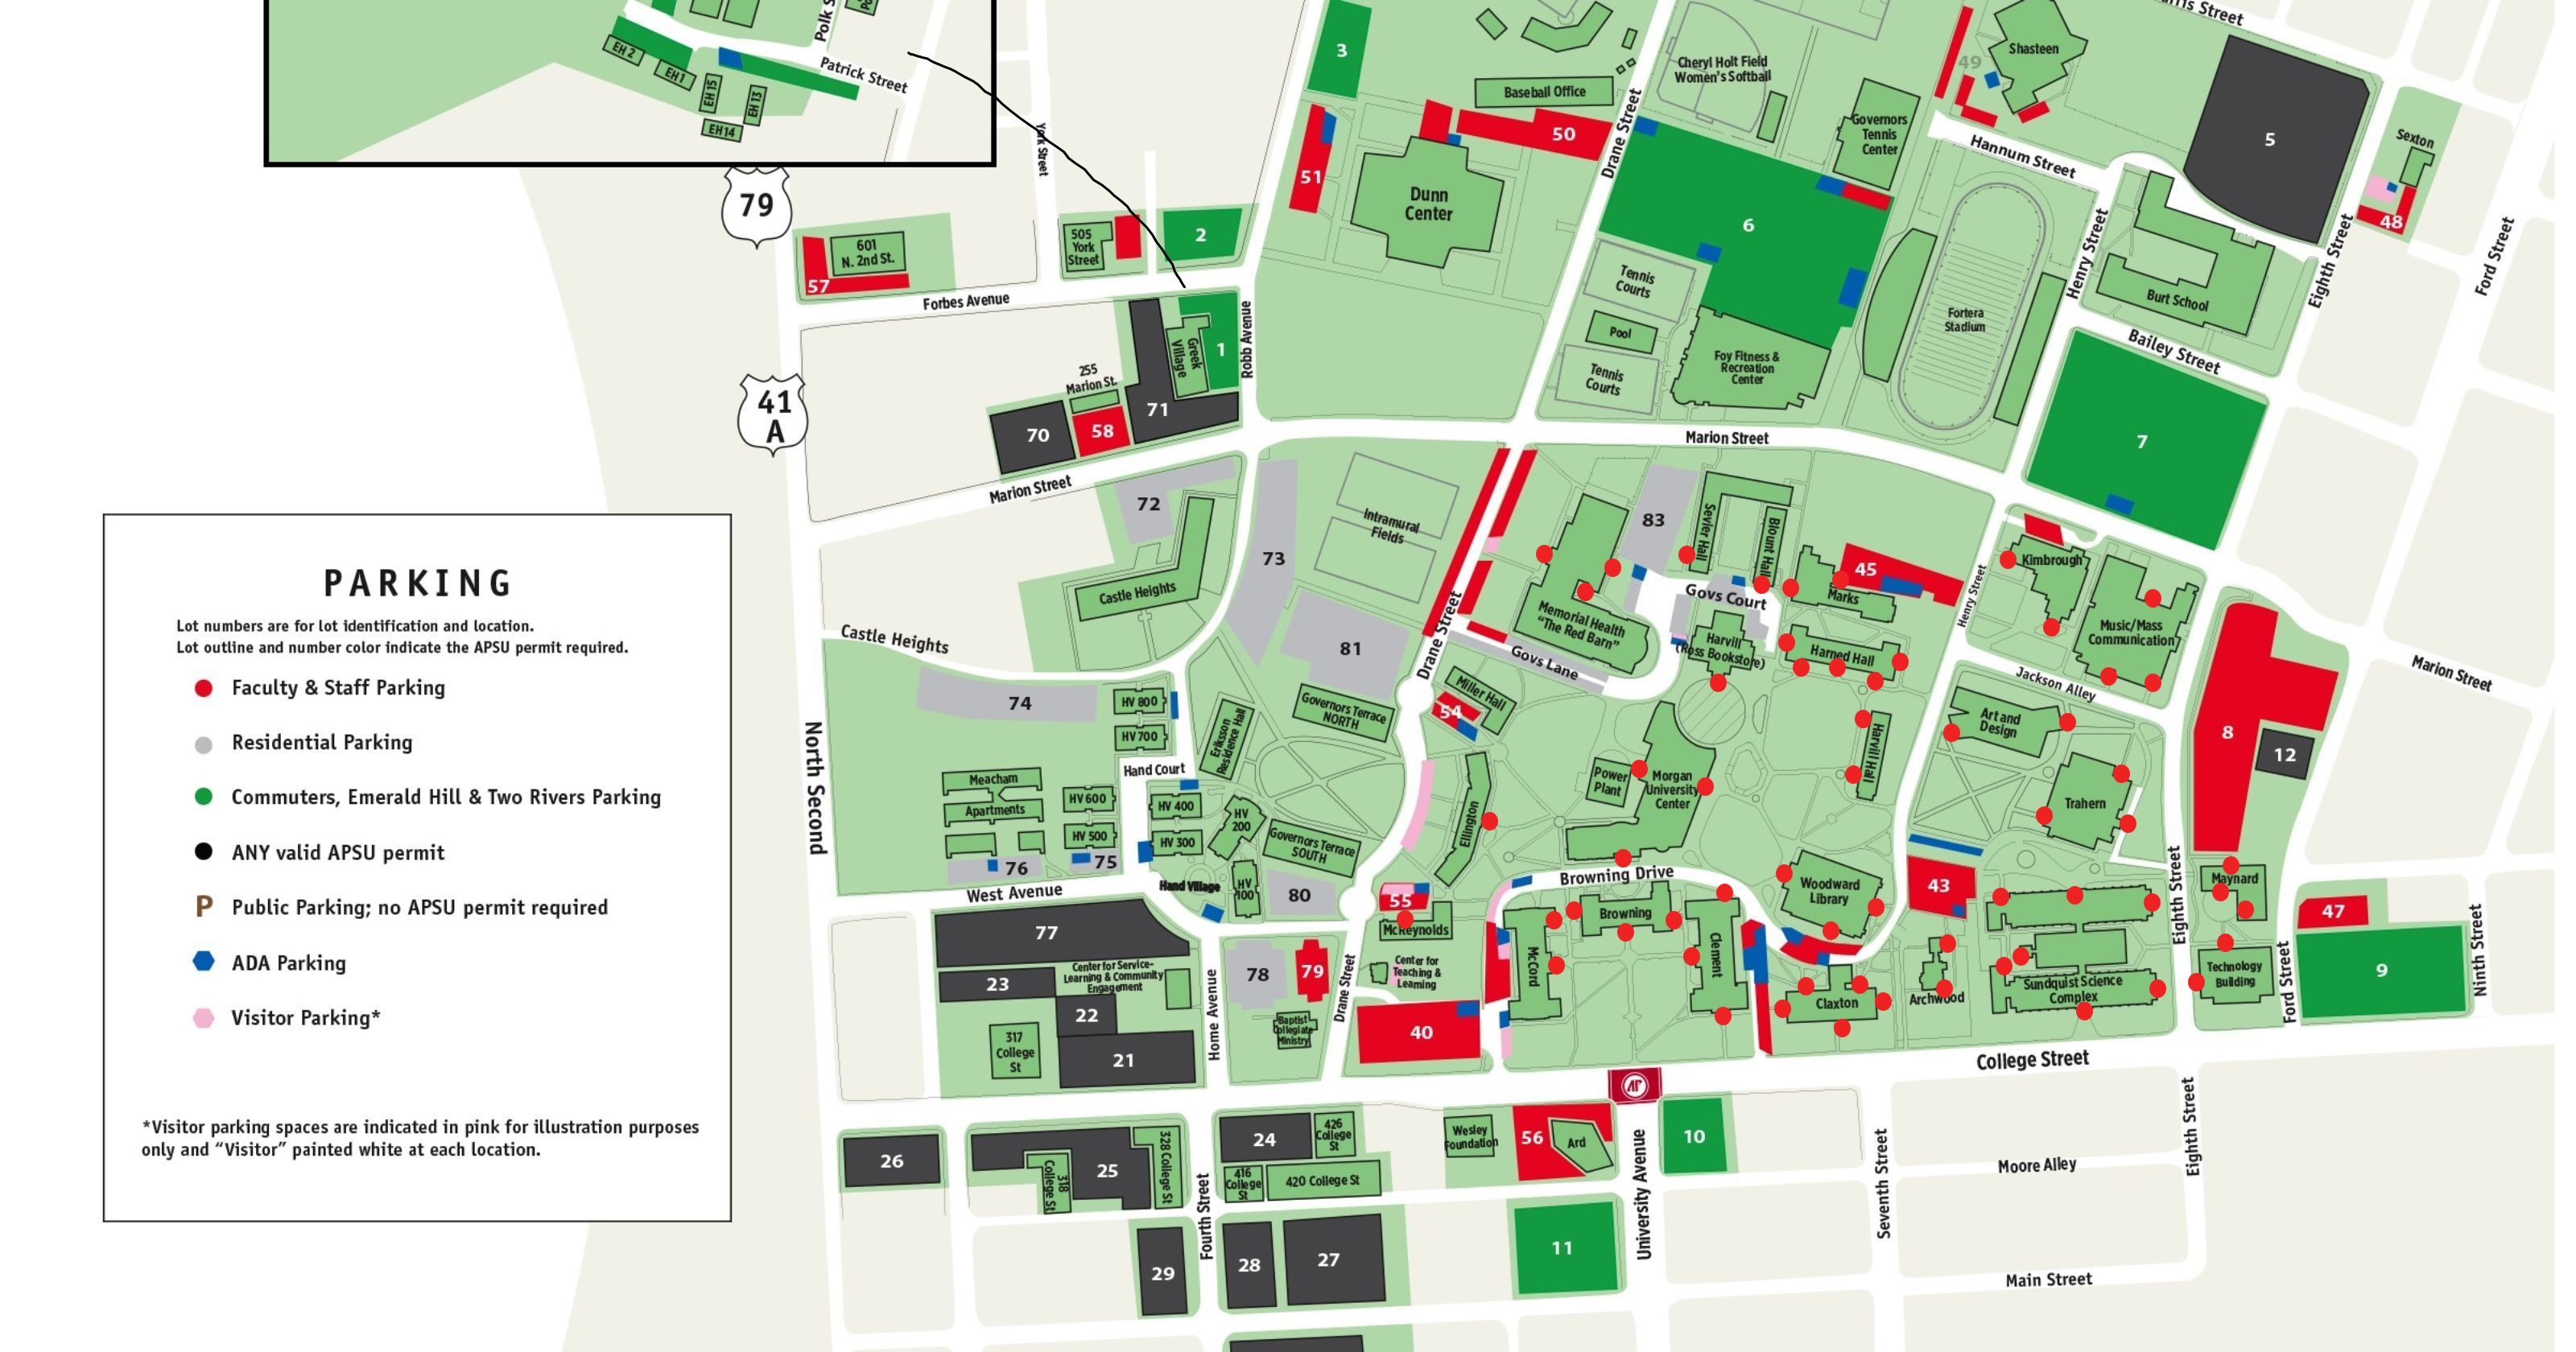 Polk S
Patrick Street
EH 2
EH 1
EH 15
EH 13
EH 14
York Street
79
41
A
601
N. 2nd St.
57
505
York
Street
2
Forbes Avenue
Greek
Village
1
Robb Avenue
255
Marion St.
70
58
71
Marion Street
3
51
50
Baseball Office
Dunn
Center
Drane Street
Cheryl Holt Field
Women's Softball
Governors
Tennis
Center
6
Tennis
Courts
Pool
Tennis
Courts
Foy Fitness &
Recreation
Center
Marion Street
49
Shasteen
Hannum Street
Street
5
Sexton
48
Ford Street
Eighth Street
Henry Street
Burt School
Fortera
Stadium
Bailey Street
7
PARKING
Lot numbers are for lot identification and location.
Lot outline and number color indicate the APSU permit required.
Faculty & Staff Parking
Residential Parking
Commuters, Emerald Hill & Two Rivers Parking
ANY valid APSU permit
P Public Parking; no APSU permit required
ADA Parking
Visitor Parking*
*Visitor parking spaces are indicated in pink for illustration purposes
only and “Visitor” painted white at each location.
72
73
Castle Heights
Castle Heights
Intramural
Fields
81
74
HV 800
HV 700
Hand Court
Eriksson
Residence Hall
Governors Terrace
NORTH
North Second
Meacham
Apartments
HV 600
HV 500
HV 400
HV 300
HV
200
HV
100
Governors Terrace
SOUTH
76
75
West Avenue
Hand Village
80
83
Sevier Hall
Blount Hall
Memorial Health
“The Red Barn”
Govs Court
Govs Lane
Drane Street
Harvill
(Ross Bookstore)
Marks
45
Harned Hall
Henry Street
Kimbrough
Music/Mass
Communication
Jackson Alley
Marion Street
Miller Hall
54
Ellington
Power
Plant
Morgan
University
Center
Harvill Hall
Art and
Design
Trahern
8
12
Browning Drive
55
McReynolds
McCord
Browning
Clement
Woodward
Library
43
Eighth Street
Maynard
47
9
Ninth Street
Ford Street
Technology
Building
Sundquist Science
Complex
Archwood
Claxton
77
23
Center for Service-
Learning & Community
Engagement
22
317
College
St
21
Home Avenue
78
79
Baptist
Collegiate
Ministry
Drane Street
Center for
Teaching &
Learning
40
College Street
AP
26
25
318
College St
328 College St
24
426
College
St
416
College
St
420 College St
Fourth Street
Wesley
Foundation
56
Ard
10
University Avenue
Seventh Street
Moore Alley
Eighth Street
29
28
27
11
Main Street